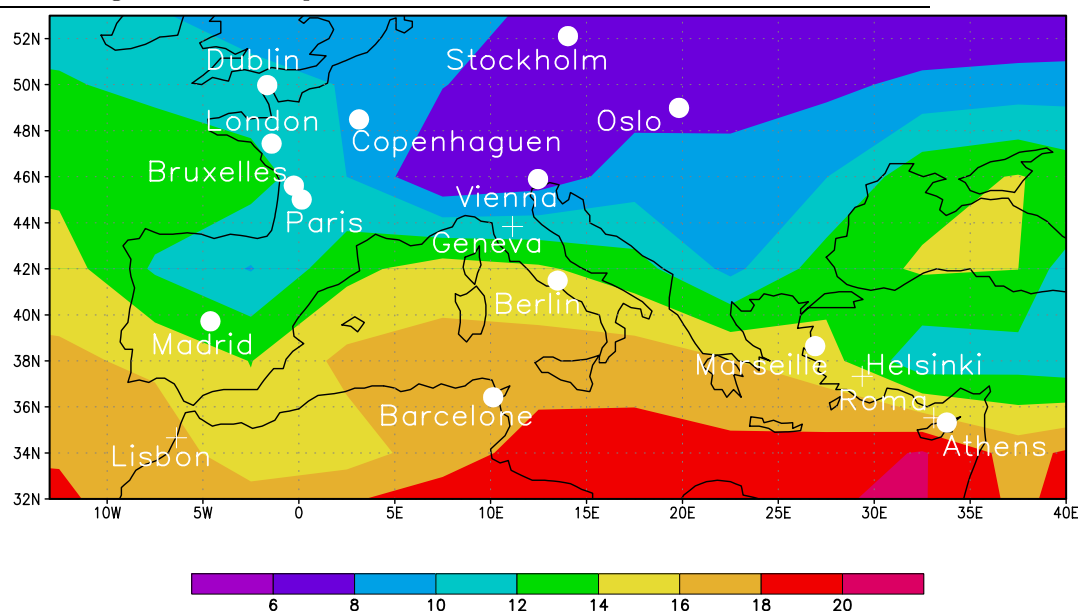 52N
Dublin
Stockholm
50N
London
Oslo
48N
Copenhaguen
Bruxelles
46N
Vienna
Paris
44N
Geneva
42N
Berlin
40N
Madrid
38N
Marseille
Helsinki
Roma
36N
Barcelone
Athens
34N
Lisbon
32N
10W 5W 0 5E 10E 15E 20E 25E 30E 35E 40E
6 8 10 12 14 16 18 20